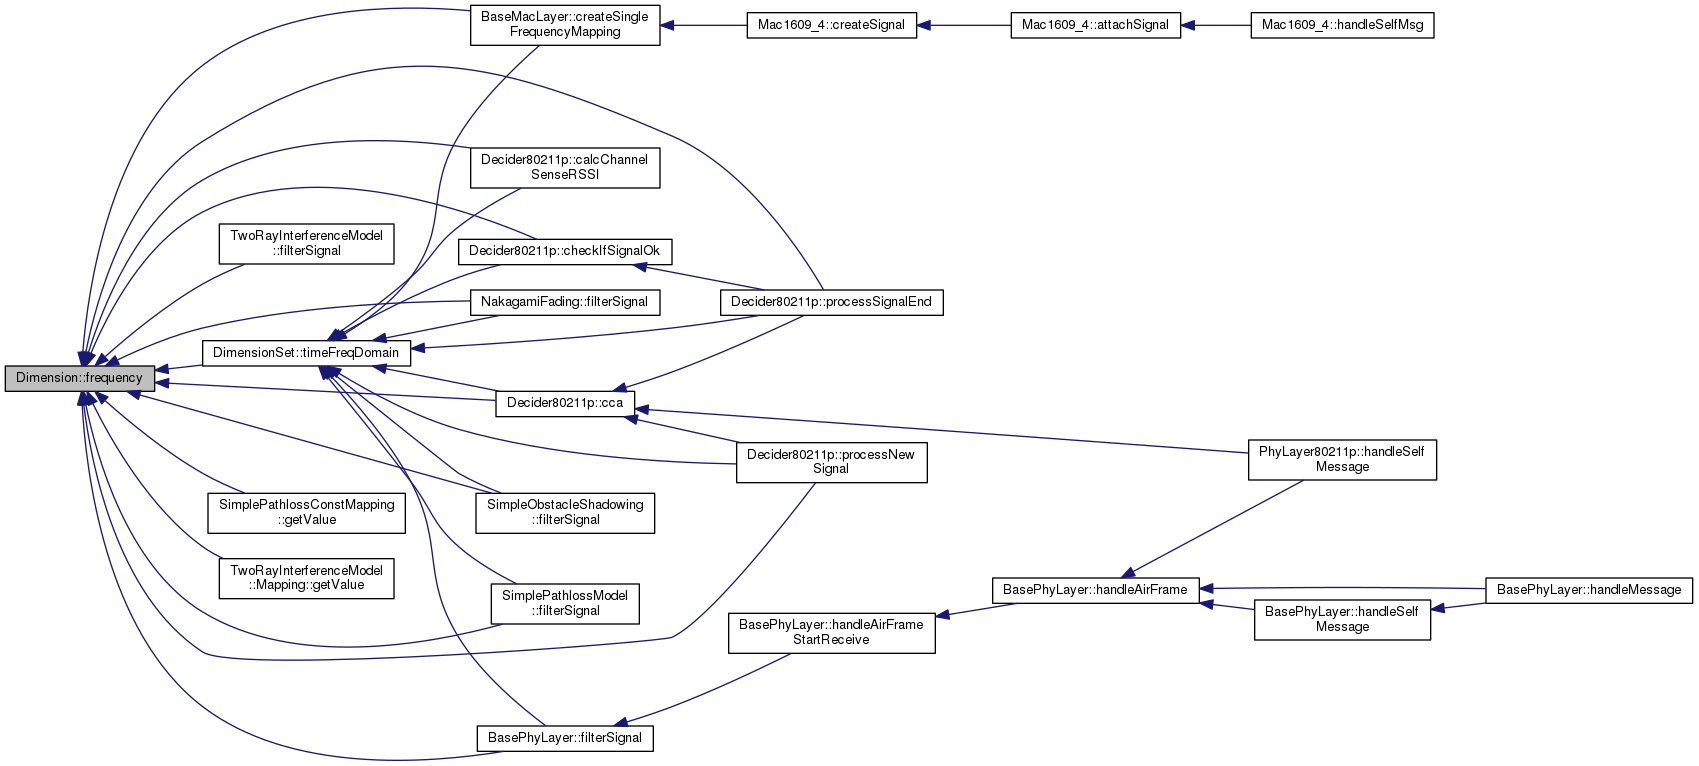 BaseMacLayer::createSingle
FrequencyMapping
Mac1609_4::createSignal
Mac1609_4::attachSignal
Mac1609_4::handleSelfMsg
Decider80211p::calcChannel
SenseRSSI
TwoRayInterferenceModel
::filterSignal
Decider80211p::checkIfSignalOk
NakagamiFading::filterSignal
Decider80211p::processSignalEnd
DimensionSet::timeFreqDomain
Dimension::frequency
Decider80211p::cca
Decider80211p::processNew
Signal
PhyLayer80211p::handleSelf
Message
SimplePathlossConstMapping
::getValue
SimpleObstacleShadowing
::filterSignal
TwoRayInterferenceModel
::Mapping::getValue
SimplePathlossModel
::filterSignal
BasePhyLayer::handleAirFrame
BasePhyLayer::handleMessage
BasePhyLayer::handleSelf
Message
BasePhyLayer::handleAirFrame
StartReceive
BasePhyLayer::filterSignal